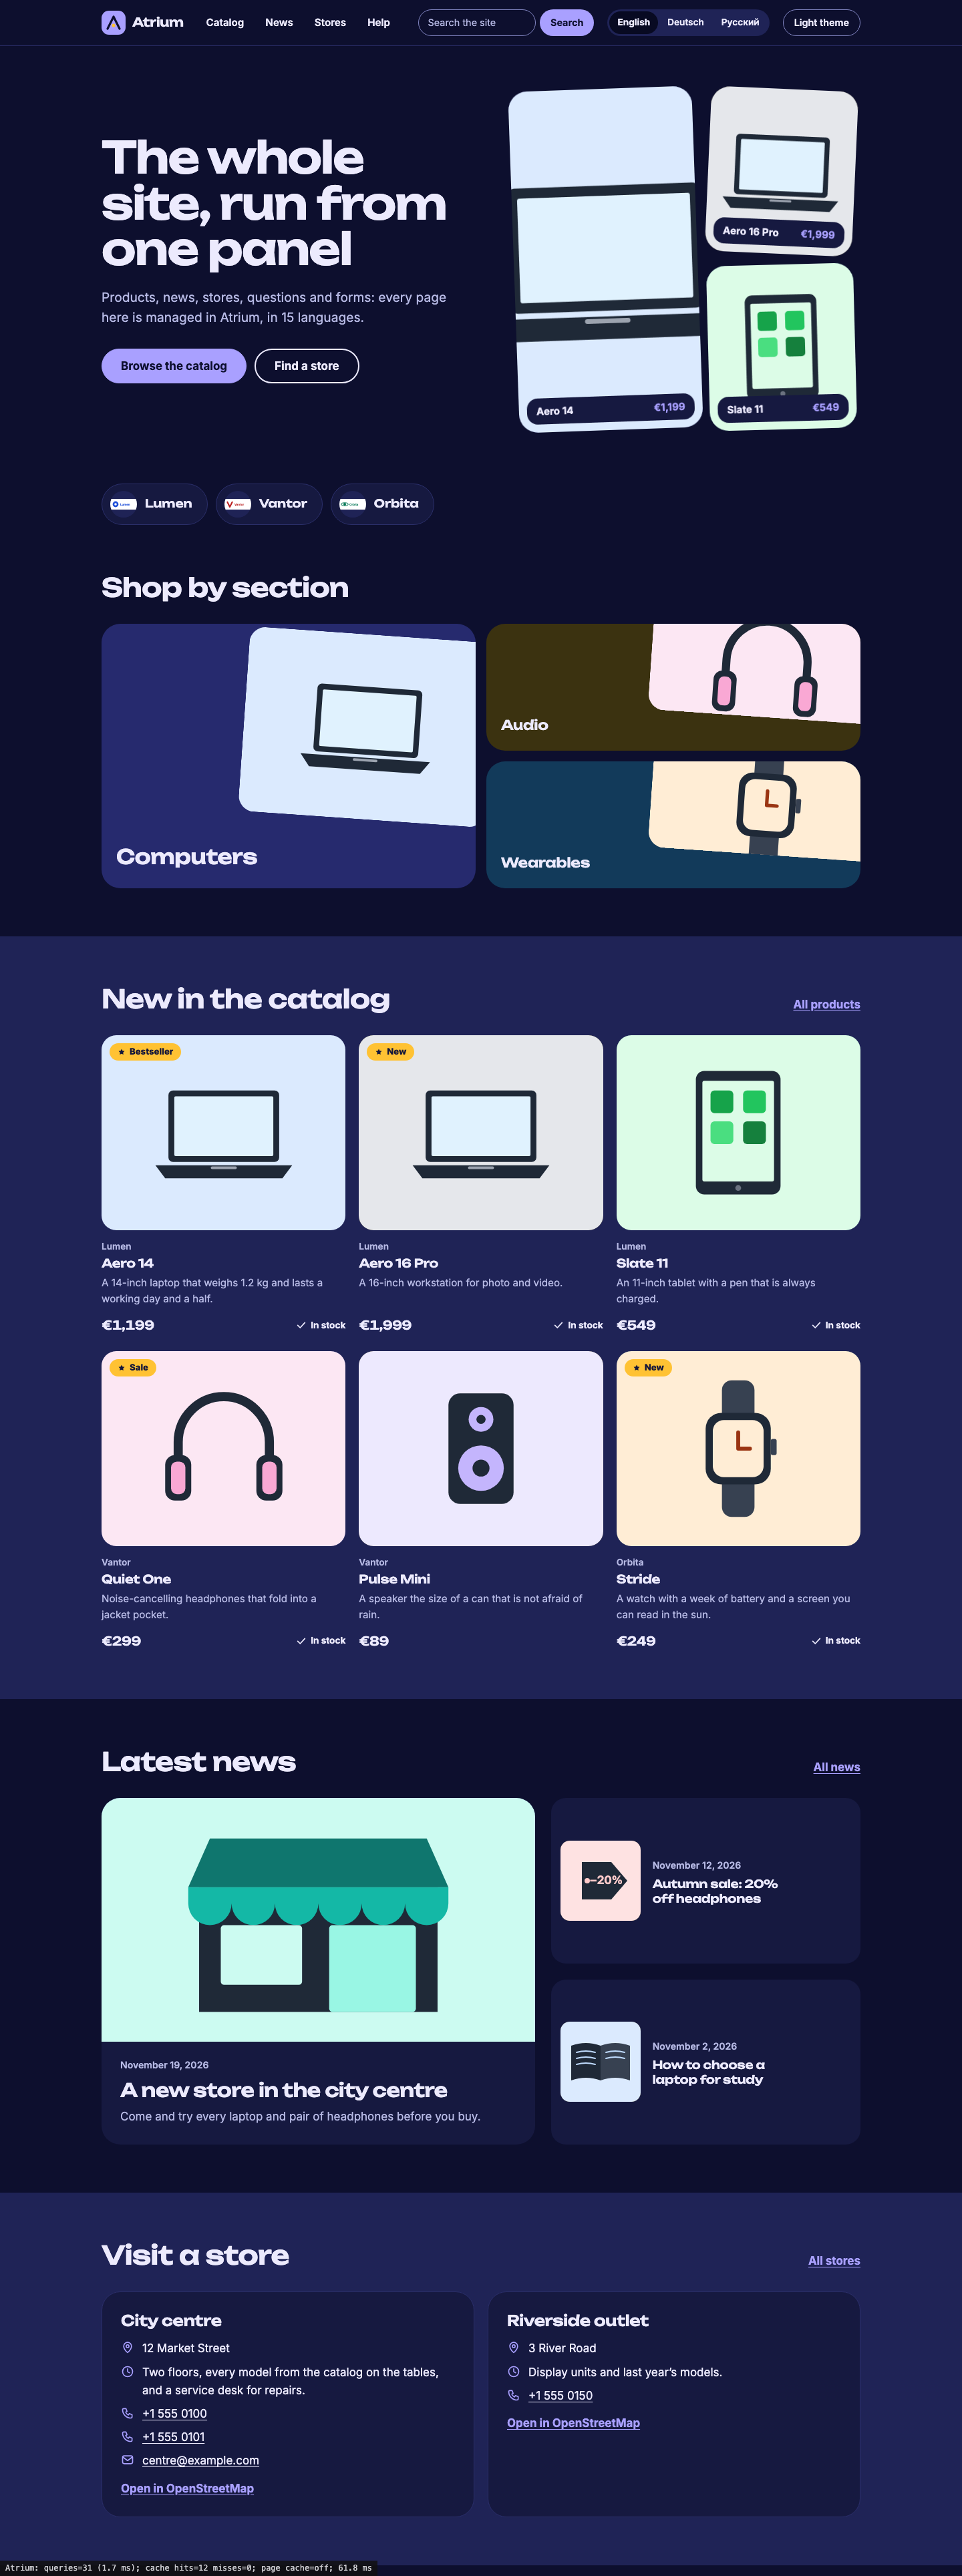 Atrium Catalog News Stores Help Search the site Search English Deutsch Русский Light theme
The whole
site, run from
one panel
Products, news, stores, questions and forms: every page
here is managed in Atrium, in 15 languages.
Browse the catalog Find a store
Aero 14 €1,199
Aero 16 Pro €1,999
Slate 11 €549
Lumen Vantor Orbita
Shop by section
Computers
Audio
Wearables
New in the catalog All products
Bestseller New
Lumen Lumen Lumen
Aero 14 Aero 16 Pro Slate 11
A 14-inch laptop that weighs 1.2 kg and lasts a
working day and a half.
A 16-inch workstation for photo and video.
An 11-inch tablet with a pen that is always
charged.
€1,199 In stock €1,999 In stock €549 In stock
Sale New
Vantor Vantor Orbita
Quiet One Pulse Mini Stride
Noise-cancelling headphones that fold into a
jacket pocket.
A speaker the size of a can that is not afraid of
rain.
A watch with a week of battery and a screen you
can read in the sun.
€299 In stock €89 €249 In stock
Latest news All news
November 19, 2026
A new store in the city centre
Come and try every laptop and pair of headphones before you buy.
–20%
November 12, 2026
Autumn sale: 20%
off headphones
November 2, 2026
How to choose a
laptop for study
Visit a store All stores
City centre
12 Market Street
Two floors, every model from the catalog on the tables,
and a service desk for repairs.
+1 555 0100
+1 555 0101
centre@example.com
Open in OpenStreetMap
Riverside outlet
3 River Road
Display units and last year’s models.
+1 555 0150
Open in OpenStreetMap
Atrium: queries=31 (1.7 ms); cache hits=12 misses=0; page cache=off; 61.8 ms